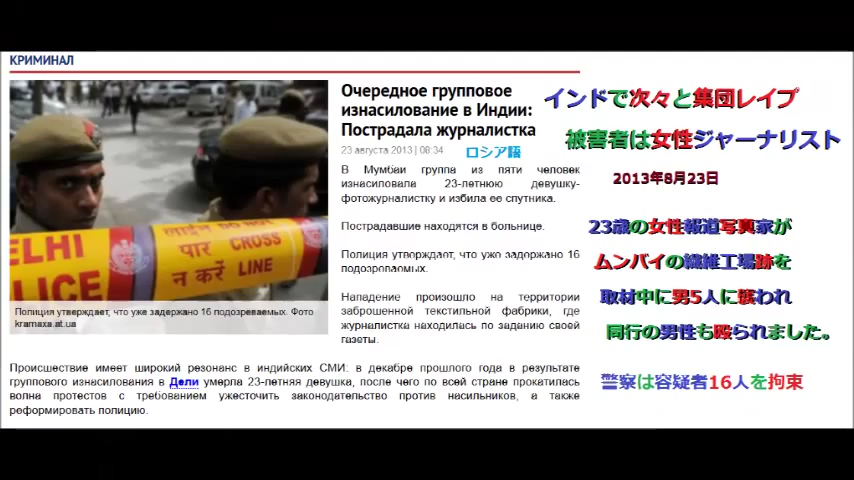 КРИМИНАЛ
Очередное групповое
изнасилование в Индии:
Пострадала журналистка
23 августа 2013 | 08:34
ロシア語
В Мумбаи группа из пяти человек
изнасиловала 23-летнюю девушку-
фотожурналистку и избила ее спутника.
Пострадавшие находятся в больнице.
Полиция утверждает, что уже задержано 16
подозреваемых.
Нападение произошло на территории
заброшенной текстильной фабрики, где
журналистка находилась по заданию своей
газеты.
DELHI
LICE
लाईन को
पार CROSS
न करें LINE
Полиция утверждает, что уже задержано 16 подозреваемых. Фото
kramaxa.at.ua
Происшествие имеет широкий резонанс в индийских СМИ: в декабре прошлого года в результате
группового изнасилования в Дели умерла 23-летняя девушка, после чего по всей стране прокатилась
волна протестов с требованием ужесточить законодательство против насильников, а также
реформировать полицию.
インドで次々と集団レイプ
被害者は女性ジャーナリスト
2013年8月23日
23歳の女性報道写真家が
ムンバイの繊維工場跡を
取材中に男5人に襲われ
同行の男性も殴られました。
警察は容疑者16人を拘束